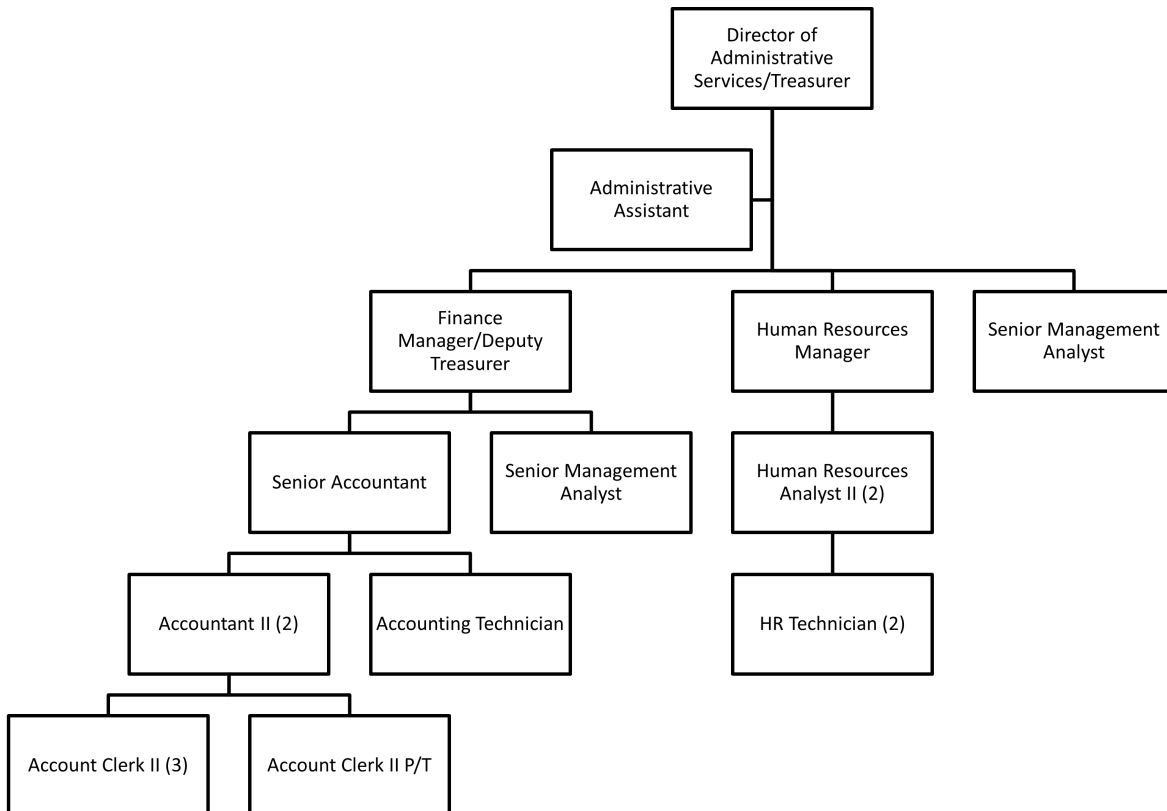 Director of
Administrative
Services/Treasurer
Administrative
Assistant
Finance
Manager/Deputy
Treasurer
Human Resources
Manager
Senior Management
Analyst
Senior Accountant
Senior Management
Analyst
Human Resources
Analyst II (2)
Accountant II (2)
Accounting Technician
HR Technician (2)
Account Clerk II (3)
Account Clerk II P/T